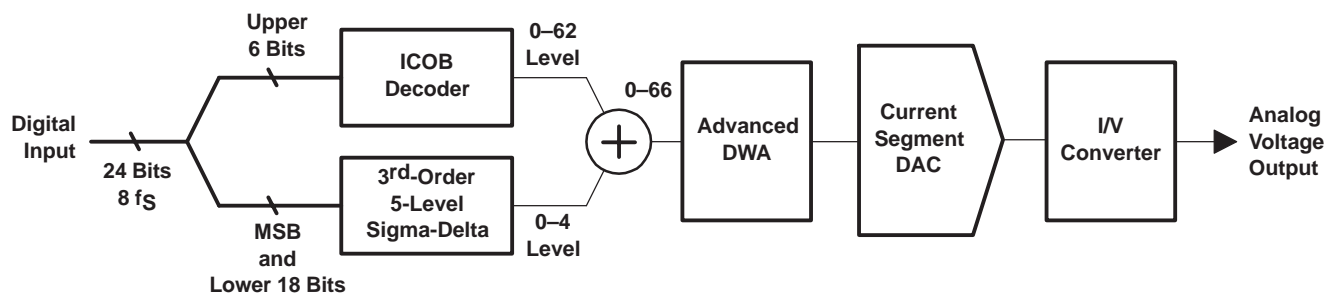 Digital
Input
24 Bits
8 fS
Upper
6 Bits
ICOB
Decoder
0–62
Level
MSB
and
Lower 18 Bits
3rd-Order
5-Level
Sigma-Delta
0–4
Level
+
0–66
Advanced
DWA
Current
Segment
DAC
I/V
Converter
Analog
Voltage
Output